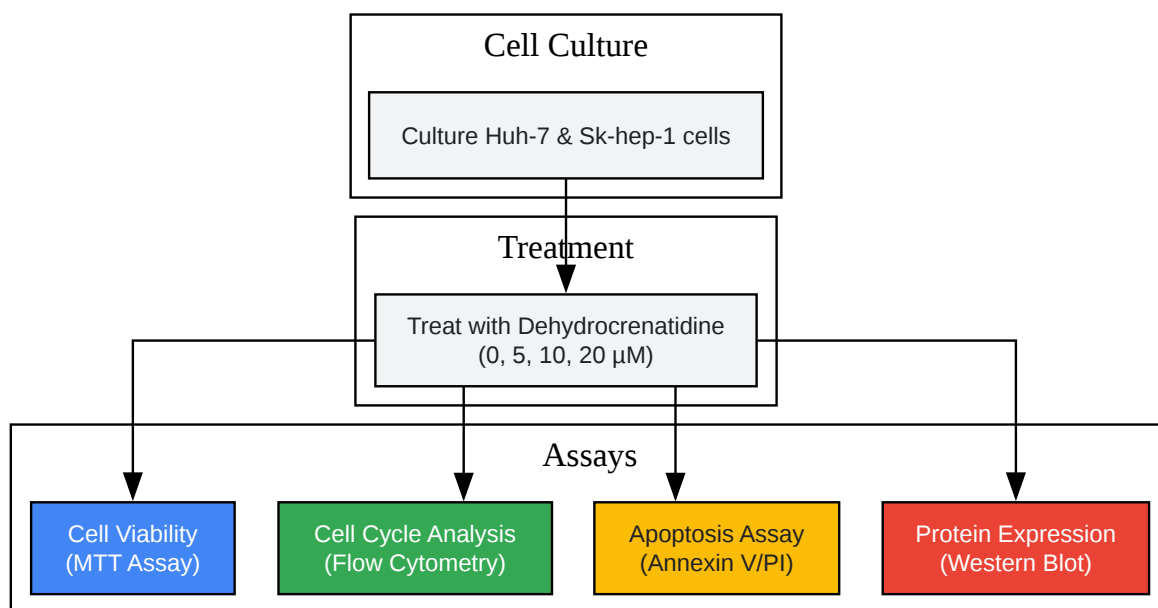 Cell Culture
Culture Huh-7 & Sk-hep-1 cells
Treatment
Treat with Dehydrocrenatidine
(0, 5, 10, 20 µM)
Assays
Cell Viability
(MTT Assay)
Cell Cycle Analysis
(Flow Cytometry)
Apoptosis Assay
(Annexin V/PI)
Protein Expression
(Western Blot)